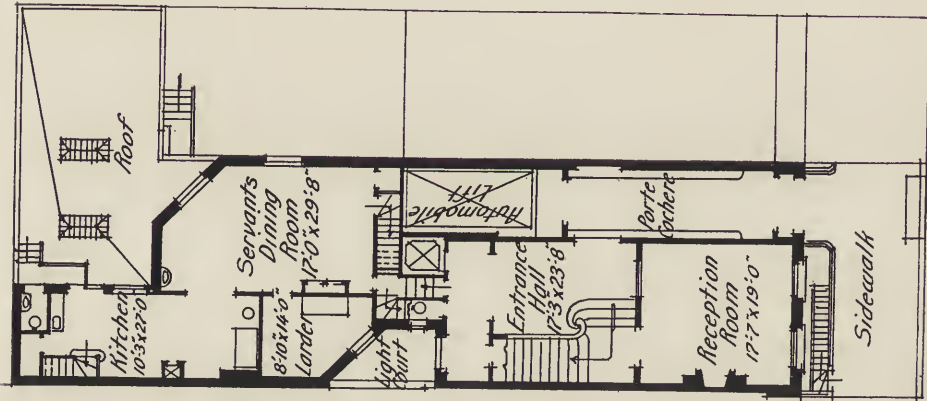 Roof
Kitchen
10'·3"x27'·0"
Servants
Dining
Room
17'·0"x29'·8"
8'·10"x14'·0"
Larder
Light
Court
Automobile
Lift
Entrance
Hall
17'·3"x23'·8"
Porte
Cochere
Reception
Room
17'·7"x19'·0"
Sidewalk